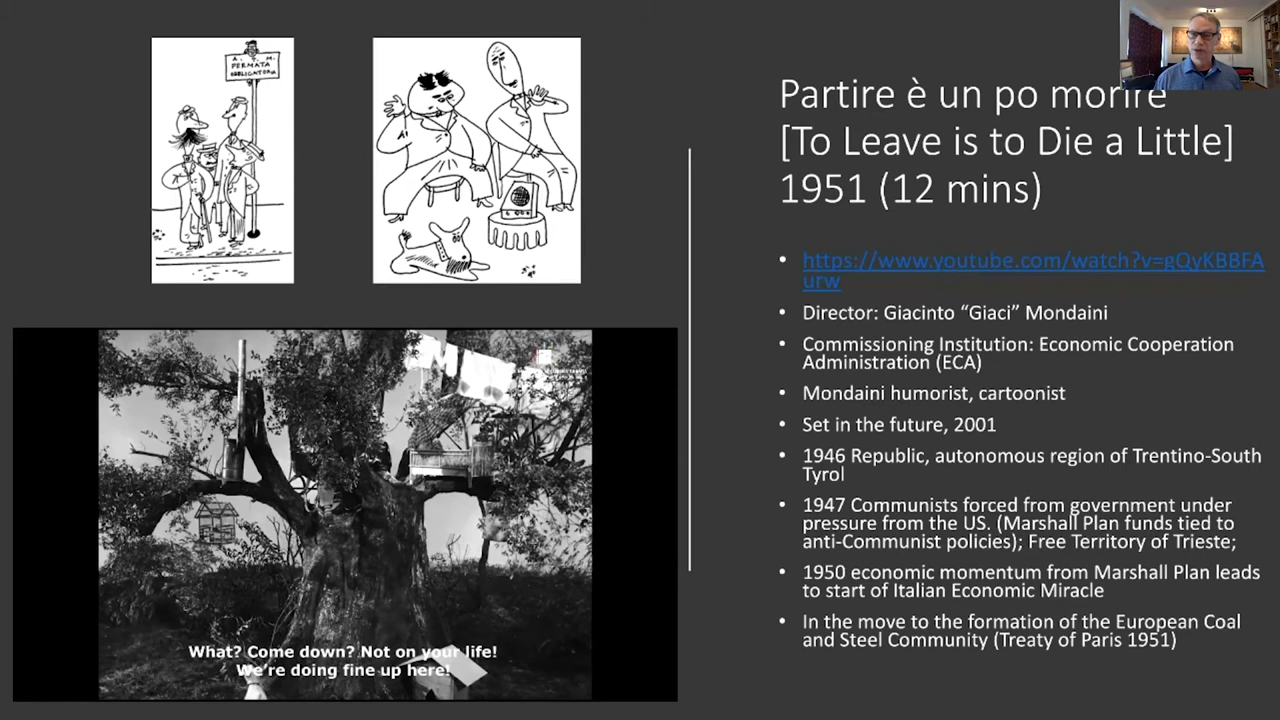 A. T. M.
FERMATA
OBBLIGATORIA
Partire è un po morire
[To Leave is to Die a Little]
1951 (12 mins)
• https://www.youtube.com/watch?v=gQyKBBFA
urw
• Director: Giacinto “Giaci” Mondaini
• Commissioning Institution: Economic Cooperation
Administration (ECA)
• Mondaini humorist, cartoonist
• Set in the future, 2001
• 1946 Republic, autonomous region of Trentino-South
Tyrol
• 1947 Communists forced from government under
pressure from the US. (Marshall Plan funds tied to
anti-Communist policies); Free Territory of Trieste;
• 1950 economic momentum from Marshall Plan leads
to start of Italian Economic Miracle
• In the move to the formation of the European Coal
and Steel Community (Treaty of Paris 1951)
What? Come down? Not on your life!
We’re doing fine up here!